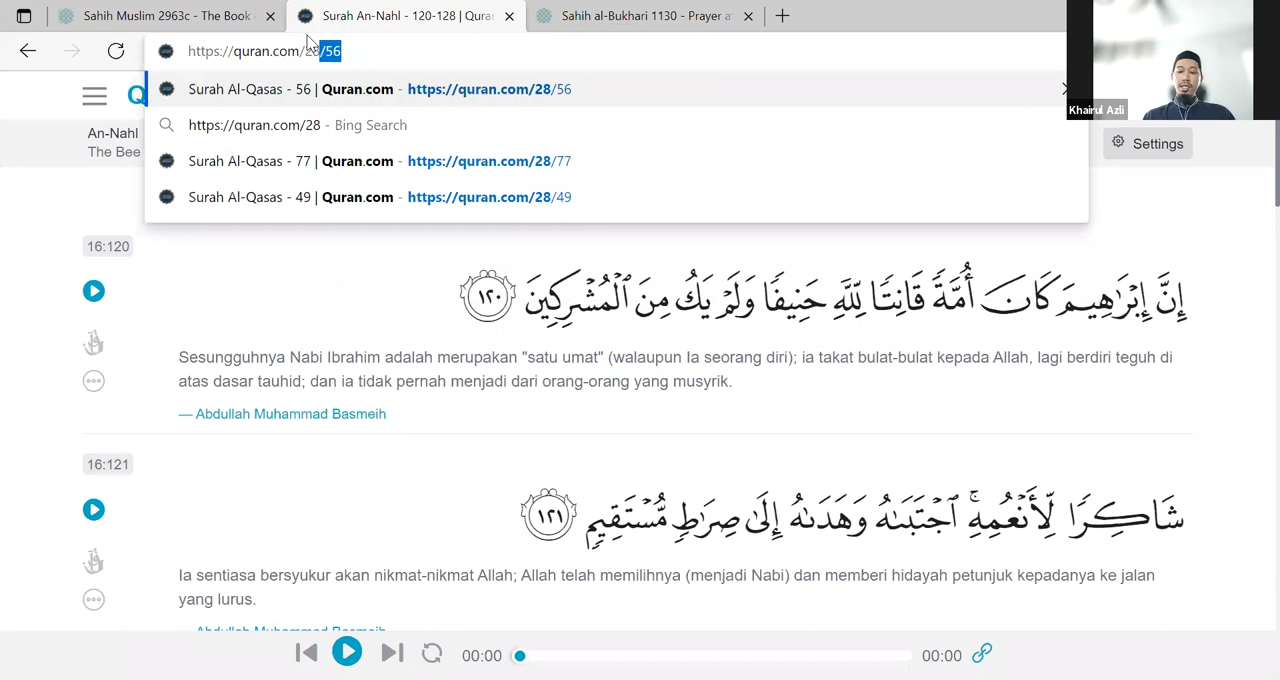 Sahih Muslim 2963c - The Book
Surah An-Nahl - 120-128 | Quran
Sahih al-Bukhari 1130 - Prayer a
https://quran.com/28/56
Surah Al-Qasas - 56 | Quran.com - https://quran.com/28/56
https://quran.com/28 - Bing Search
Surah Al-Qasas - 77 | Quran.com - https://quran.com/28/77
Surah Al-Qasas - 49 | Quran.com - https://quran.com/28/49
Khairul Azli
Q
An-Nahl
The Bee
Settings
16:120
إِنَّ إِبْرَٰهِيمَ كَانَ أُمَّةً قَانِتًا لِّلَّهِ حَنِيفًا وَلَمْ يَكُ مِنَ ٱلْمُشْرِكِينَ ١٢٠
Sesungguhnya Nabi Ibrahim adalah merupakan "satu umat" (walaupun Ia seorang diri); ia takat bulat-bulat kepada Allah, lagi berdiri teguh di
atas dasar tauhid; dan ia tidak pernah menjadi dari orang-orang yang musyrik.
— Abdullah Muhammad Basmeih
16:121
شَاكِرًا لِّأَنْعُمِهِ ۚ ٱجْتَبَىٰهُ وَهَدَىٰهُ إِلَىٰ صِرَٰطٍ مُّسْتَقِيمٍ ١٢١
Ia sentiasa bersyukur akan nikmat-nikmat Allah; Allah telah memilihnya (menjadi Nabi) dan memberi hidayah petunjuk kepadanya ke jalan
yang lurus.
Abdullah Muhammad Basmeih
00:00
00:00